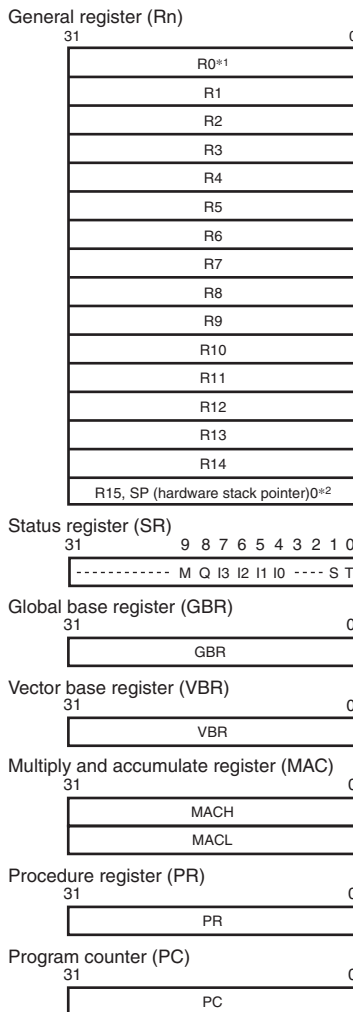 General register (Rn)
31 0
R0*1
R1
R2
R3
R4
R5
R6
R7
R8
R9
R10
R11
R12
R13
R14
R15, SP (hardware stack pointer)0*2
Status register (SR)
31 9 8 7 6 5 4 3 2 1 0
------------ M Q I3 I2 I1 I0 ---- S T
Global base register (GBR)
31 0
GBR
Vector base register (VBR)
31 0
VBR
Multiply and accumulate register (MAC)
31 0
MACH
MACL
Procedure register (PR)
31 0
PR
Program counter (PC)
31 0
PC